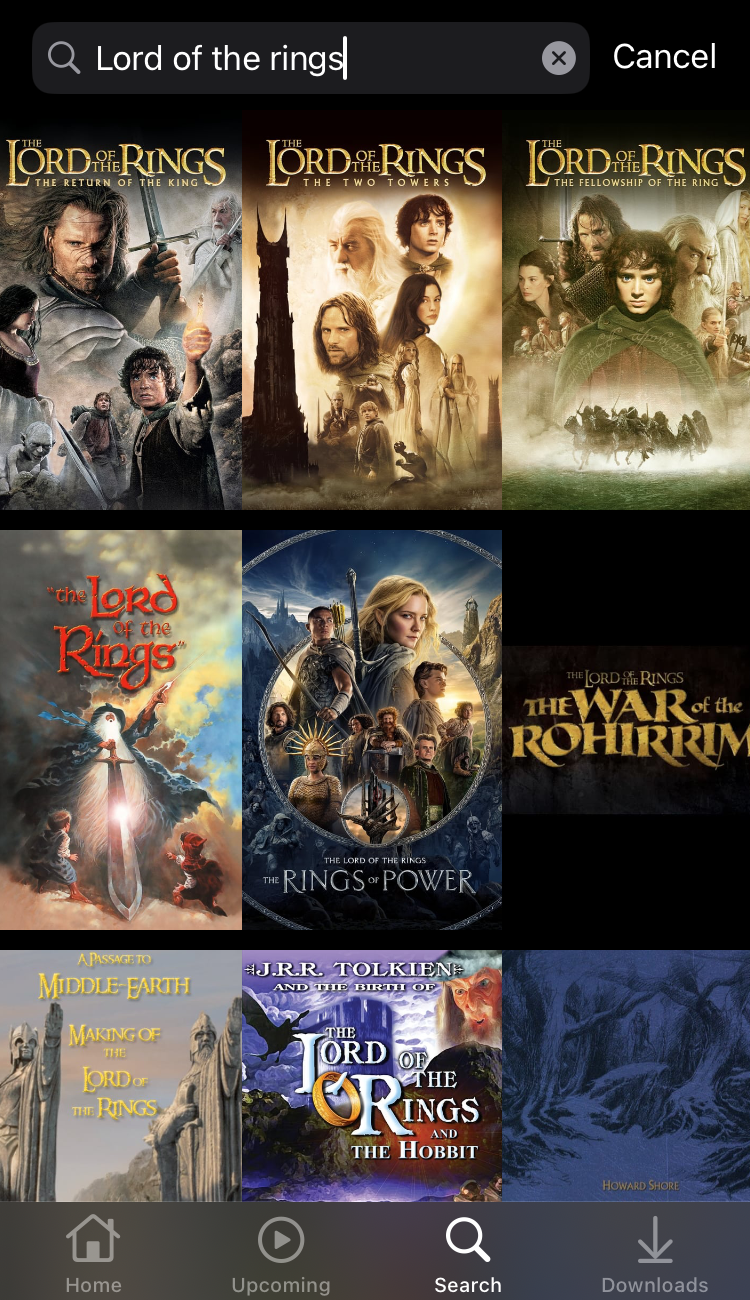 Lord of the rings
Cancel
THE
LORD OF THE RINGS
THE RETURN OF THE KING
THE
LORD OF THE RINGS
THE TWO TOWERS
THE
LORD OF THE RINGS
THE FELLOWSHIP OF THE RING
"the Lord
of the
Rings"
THE LORD OF THE RINGS
THE RINGS OF POWER
THE LORD OF THE RINGS
THE WAR of the
ROHIRRIM
A PASSAGE TO
MIDDLE-EARTH
MAKING OF
THE
LORD OF
THE RINGS
J.R.R. TOLKIEN
AND THE BIRTH OF
THE
LORD OF
THE
RINGS
AND
THE HOBBIT
HOWARD SHORE
Home
Upcoming
Search
Downloads